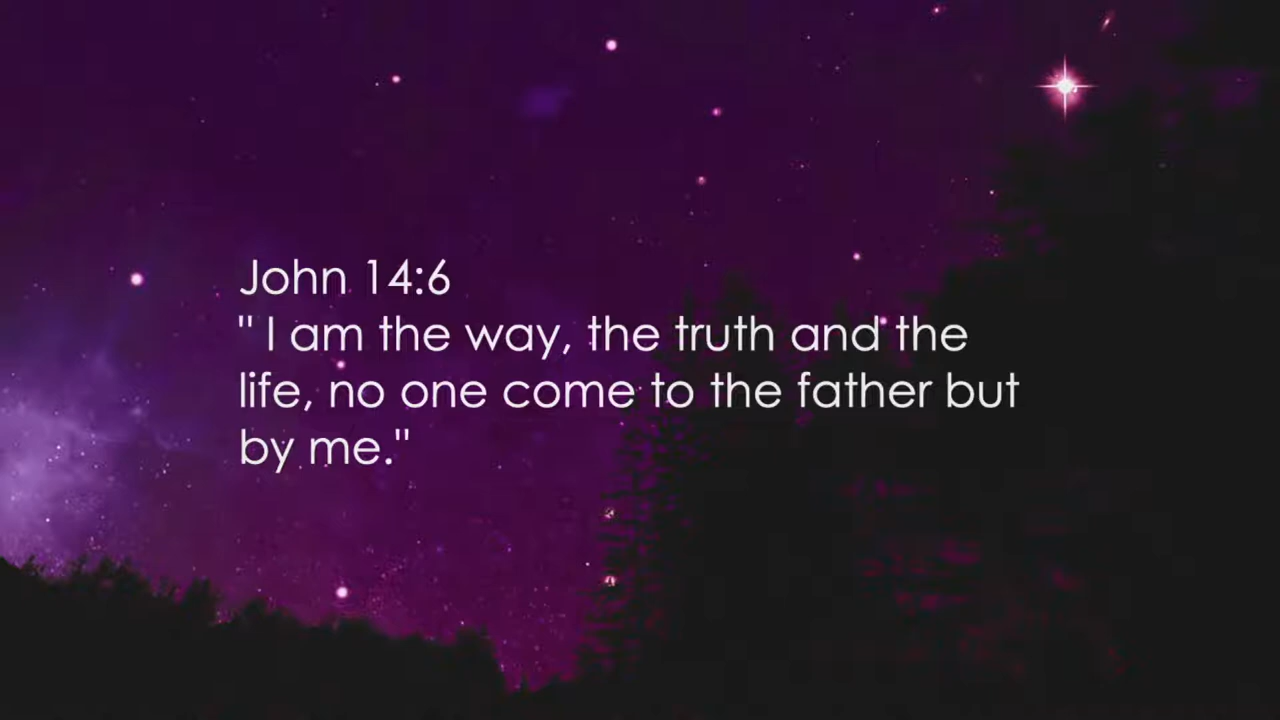 John 14:6
" I am the way, the truth and the
life, no one come to the father but
by me."